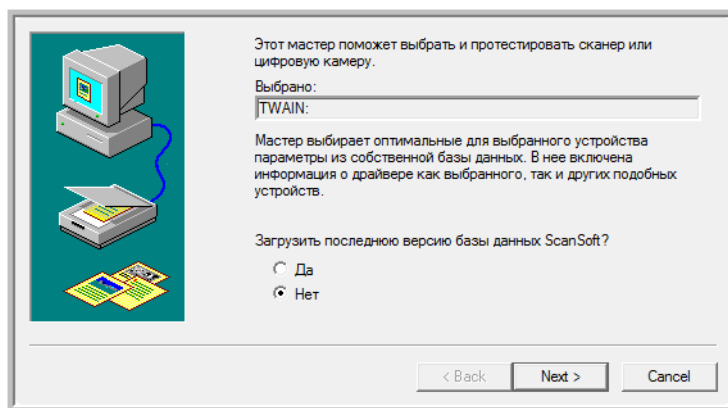 Этот мастер поможет выбрать и протестировать сканер или
цифровую камеру.
Выбрано:
TWAIN:
Мастер выбирает оптимальные для выбранного устройства
параметры из собственной базы данных. В нее включена
информация о драйвере как выбранного, так и других подобных
устройств.
Загрузить последнюю версию базы данных ScanSoft?
Да
Нет
< Back Next > Cancel